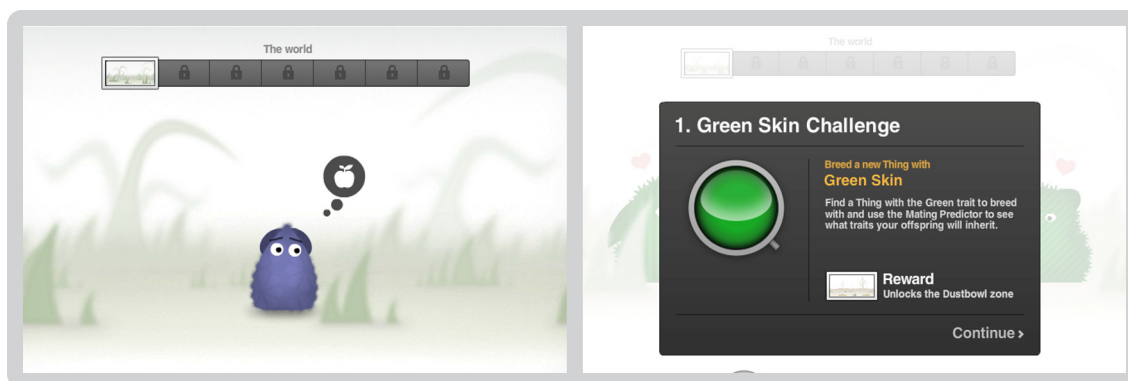 The world
The world
1. Green Skin Challenge
Breed a new Thing with
Green Skin
Find a Thing with the Green trait to breed
with and use the Mating Predictor to see
what traits your offspring will inherit.
Reward
Unlocks the Dustbowl zone
Continue ›